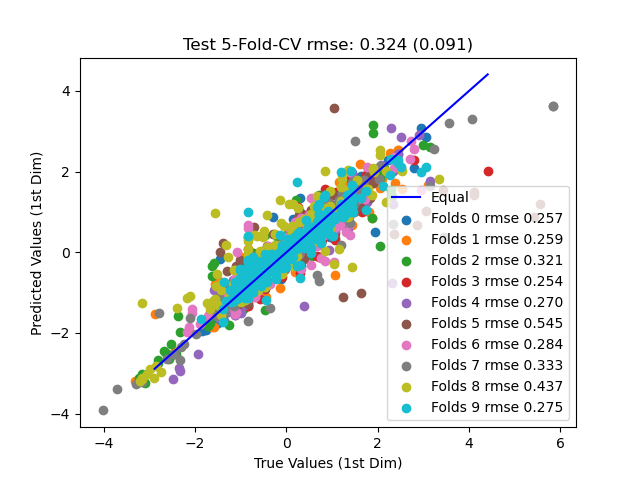 Test 5-Fold-CV rmse: 0.324 (0.091)
Predicted Values (1st Dim)
4
2
0
−2
−4
Equal
Folds 0 rmse 0.257
Folds 1 rmse 0.259
Folds 2 rmse 0.321
Folds 3 rmse 0.254
Folds 4 rmse 0.270
Folds 5 rmse 0.545
Folds 6 rmse 0.284
Folds 7 rmse 0.333
Folds 8 rmse 0.437
Folds 9 rmse 0.275
−4 −2 0 2 4 6
True Values (1st Dim)